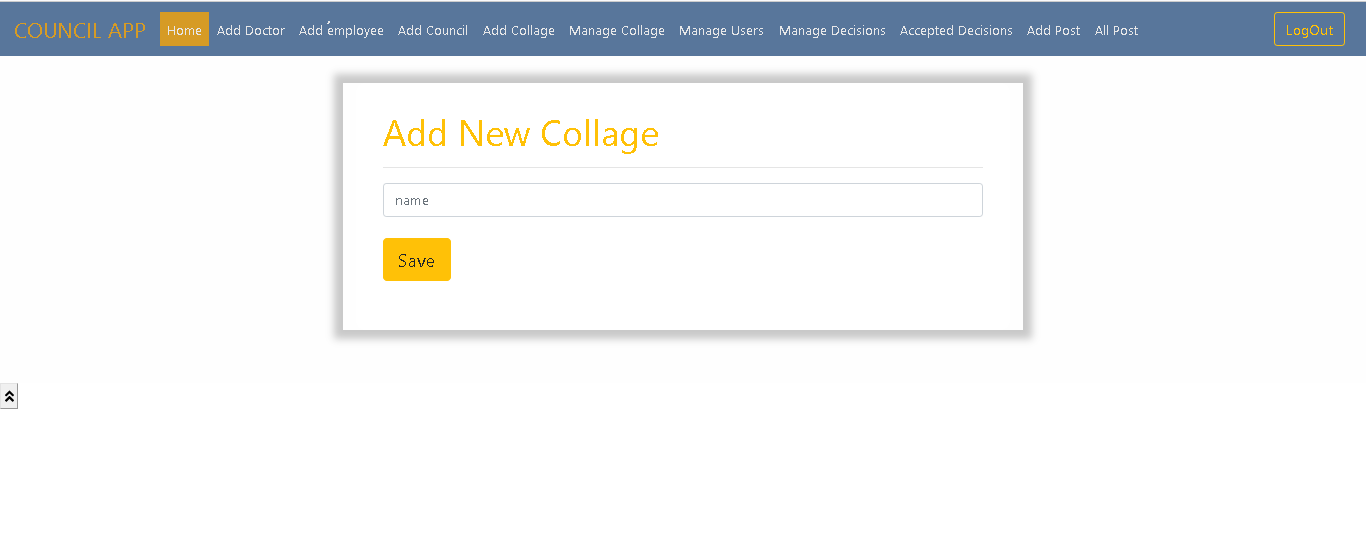 COUNCIL APP Home Add Doctor Add employee Add Council Add Collage Manage Collage Manage Users Manage Decisions Accepted Decisions Add Post All Post LogOut
Add New Collage
name
Save